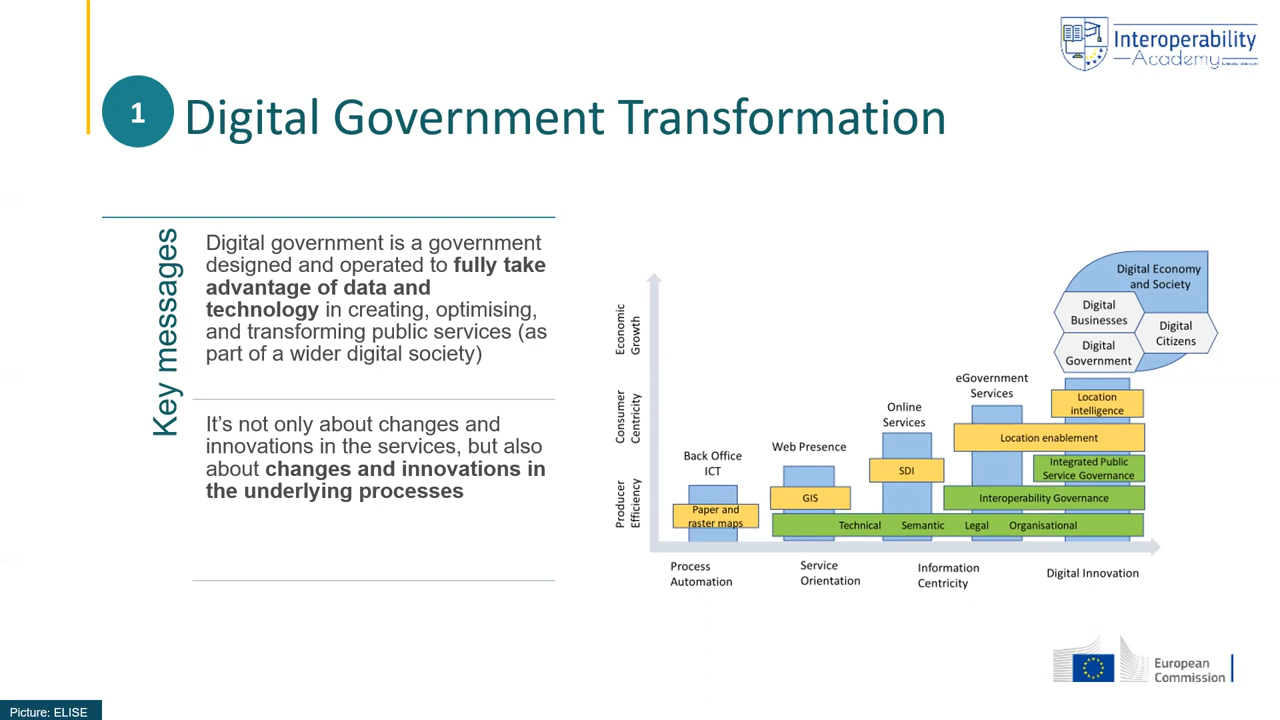 Interoperability
Academy
1
Digital Government Transformation
Key messages
Digital government is a government
designed and operated to fully take
advantage of data and
technology in creating, optimising,
and transforming public services (as
part of a wider digital society)
It’s not only about changes and
innovations in the services, but also
about changes and innovations in
the underlying processes
Economic
Growth
Consumer
Centricity
Producer
Efficiency
Digital Economy
and Society
Digital
Businesses
Digital
Citizens
Digital
Government
eGovernment
Services
Online
Services
Web Presence
Back Office
ICT
Location
intelligence
Location enablement
Integrated Public
Service Governance
SDI
GIS
Interoperability Governance
Paper and
raster maps
Technical Semantic Legal Organisational
Process
Automation
Service
Orientation
Information
Centricity
Digital Innovation
European
Commission
Picture: ELISE